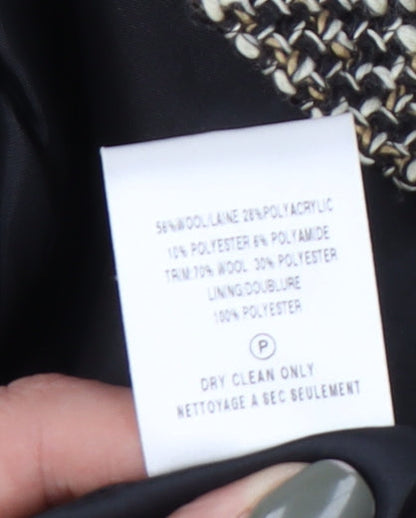 56%WOOL/LAINE 28%POLYACRYLIC
10% POLYESTER 6% POLYAMIDE
TRIM:70% WOOL 30% POLYESTER
LINING/DOUBLURE
100% POLYESTER
P
DRY CLEAN ONLY
NETTOYAGE A SEC SEULEMENT